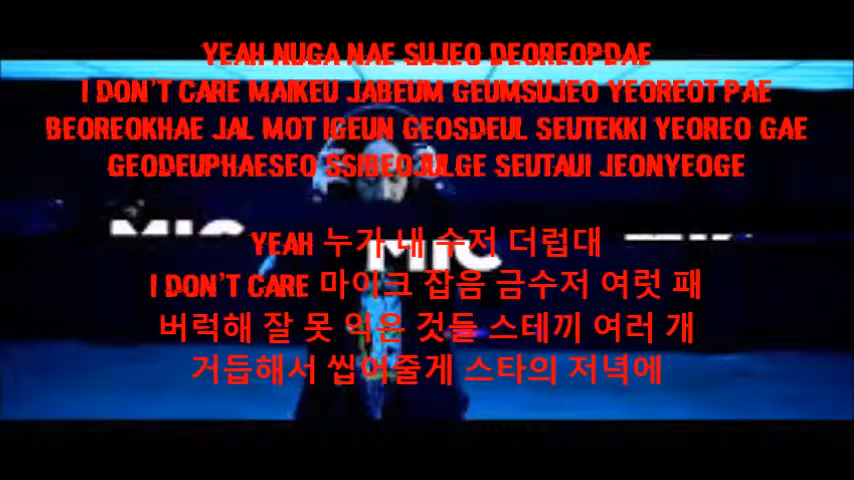 YEAH NUGA NAE SUJEO DEOREOPDAE
I DON'T CARE MAIKEU JABEUM GEUMSUJEO YEOREOT PAE
BEOREOKHAE JAL MOT IGEUN GEOSDEUL SEUTEKKI YEOREO GAE
GEODEUPHAESEO SSIBEOJULGE SEUTAUI JEONYEOGE
MIC
MIC
YEAH 누가 내 수저 더럽대
I DON'T CARE 마이크 잡음 금수저 여럿 패
버럭해 잘 못 익은 것들 스테끼 여러 개
거듭해서 씹어줄게 스타의 저녁에